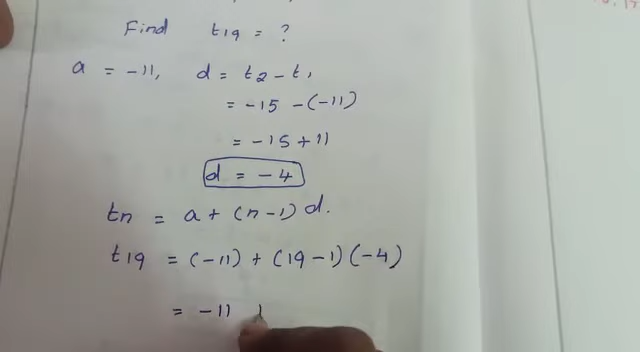 Find t19 = ?
a = -11, d = t2 - t1
= -15 - (-11)
= -15 + 11
d = -4
tn = a + (n-1) d.
t19 = (-11) + (19-1) (-4)
= -11